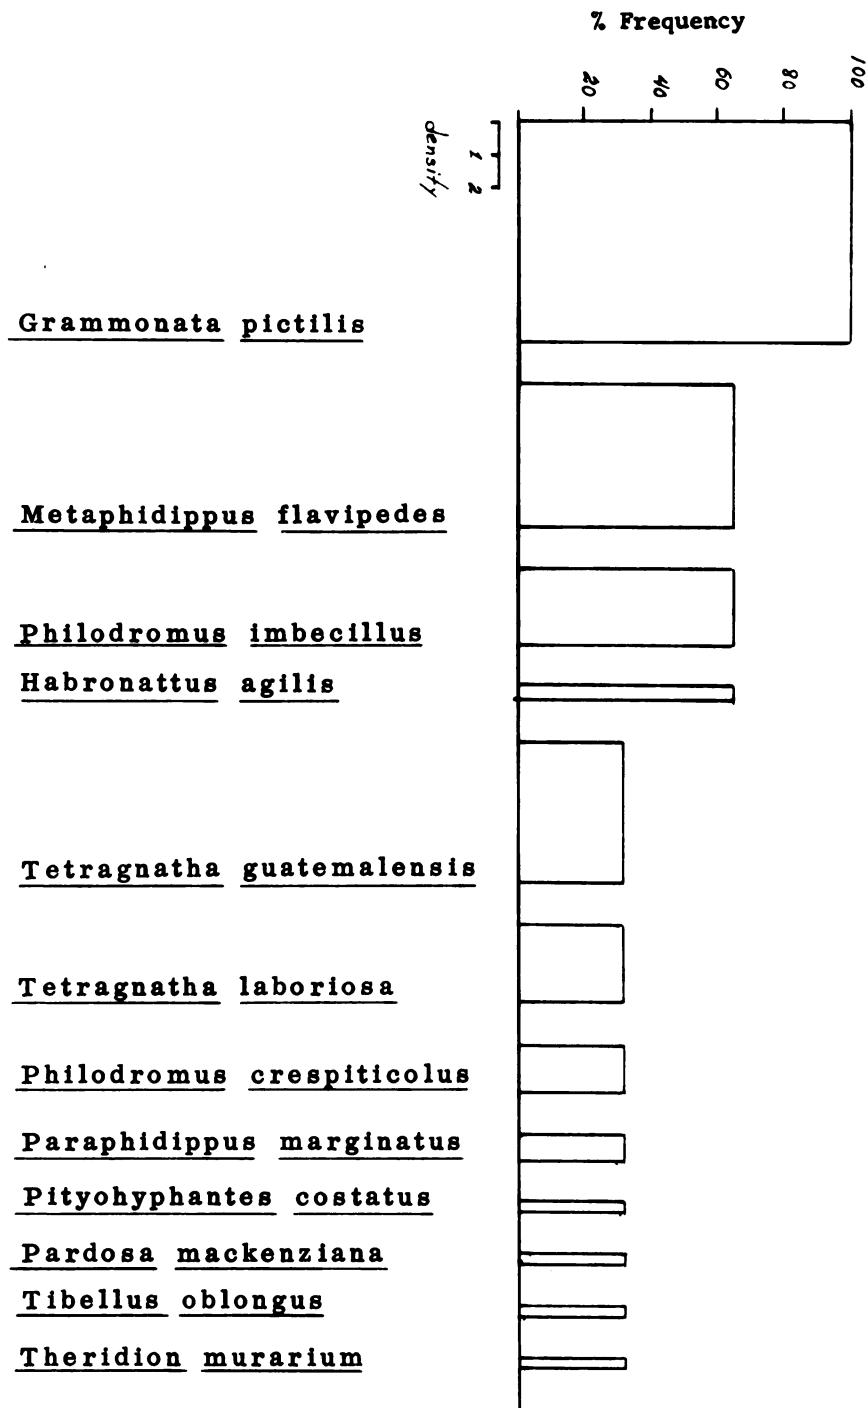 % Frequency
20 40 60 80 100
density
1 2
Grammonata pictilis
Metaphidippus flavipedes
Philodromus imbecillus
Habronattus agilis
Tetragnatha guatemalensis
Tetragnatha laboriosa
Philodromus crespiticolus
Paraphidippus marginatus
Pityohyphantes costatus
Pardosa mackenziana
Tibellus oblongus
Theridion murarium